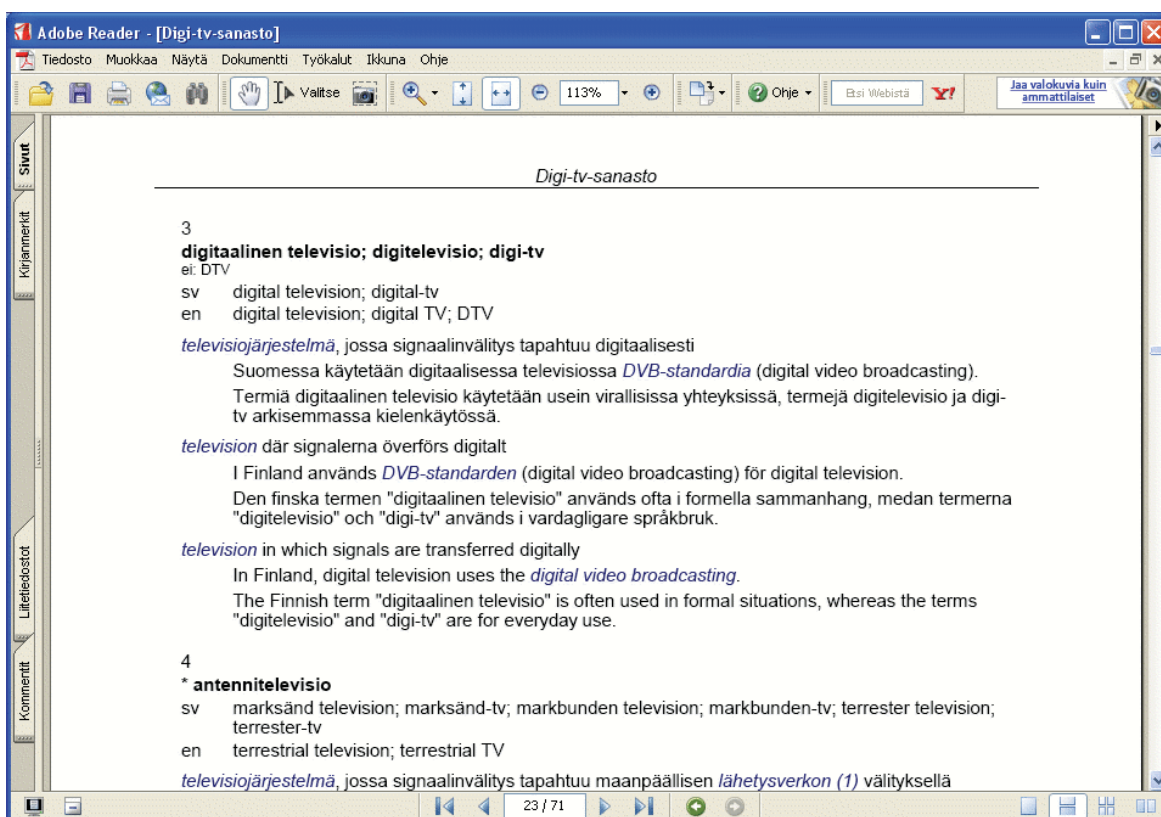 Adobe Reader - [Digi-tv-sanasto]
Tiedosto Muokkaa Näytä Dokumentti Työkalut Ikkuna Ohje
Valitse 113% Ohje Etsi Webistä Y! Jaa valokuvia kuin
ammattilaiset
Sivut
Kirjanmerkit
Liitetiedostot
Kommentit
Digi-tv-sanasto
3
digitaalinen televisio; digitelevisio; digi-tv
ei: DTV
sv digital television; digital-tv
en digital television; digital TV; DTV
televisiojärjestelmä, jossa signaalinvälitys tapahtuu digitaalisesti
Suomessa käytetään digitaalisessa televisiossa DVB-standardia (digital video broadcasting).
Termiä digitaalinen televisio käytetään usein virallisissa yhteyksissä, termejä digitelevisio ja digi-
tv arkisemmassa kielenkäytössä.
television där signalerna överförs digitalt
I Finland används DVB-standarden (digital video broadcasting) för digital television.
Den finska termen "digitaalinen televisio" används ofta i formella sammanhang, medan termerna
"digitelevisio" och "digi-tv" används i vardagligare språkbruk.
television in which signals are transferred digitally
In Finland, digital television uses the digital video broadcasting.
The Finnish term "digitaalinen televisio" is often used in formal situations, whereas the terms
"digitelevisio" and "digi-tv" are for everyday use.
4
* antennitelevisio
sv marksänd television; marksänd-tv; markbunden television; markbunden-tv; terrester television;
terrester-tv
en terrestrial television; terrestrial TV
televisiojärjestelmä, jossa signaalinvälitys tapahtuu maanpäällisen lähetysverkon (1) välityksellä
23 / 71